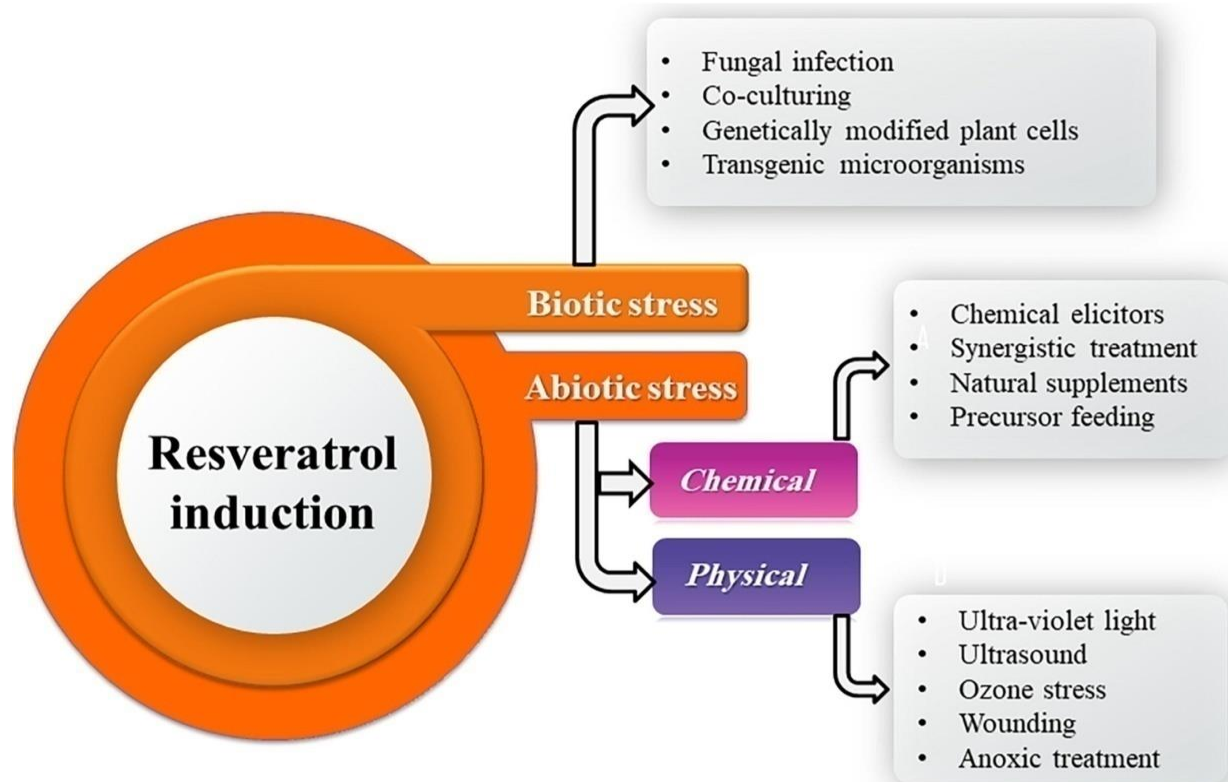 • Fungal infection
• Co-culturing
• Genetically modified plant cells
• Transgenic microorganisms
Biotic stress
Abiotic stress
Resveratrol
induction
Chemical
Physical
• Chemical elicitors
• Synergistic treatment
• Natural supplements
• Precursor feeding
• Ultra-violet light
• Ultrasound
• Ozone stress
• Wounding
• Anoxic treatment